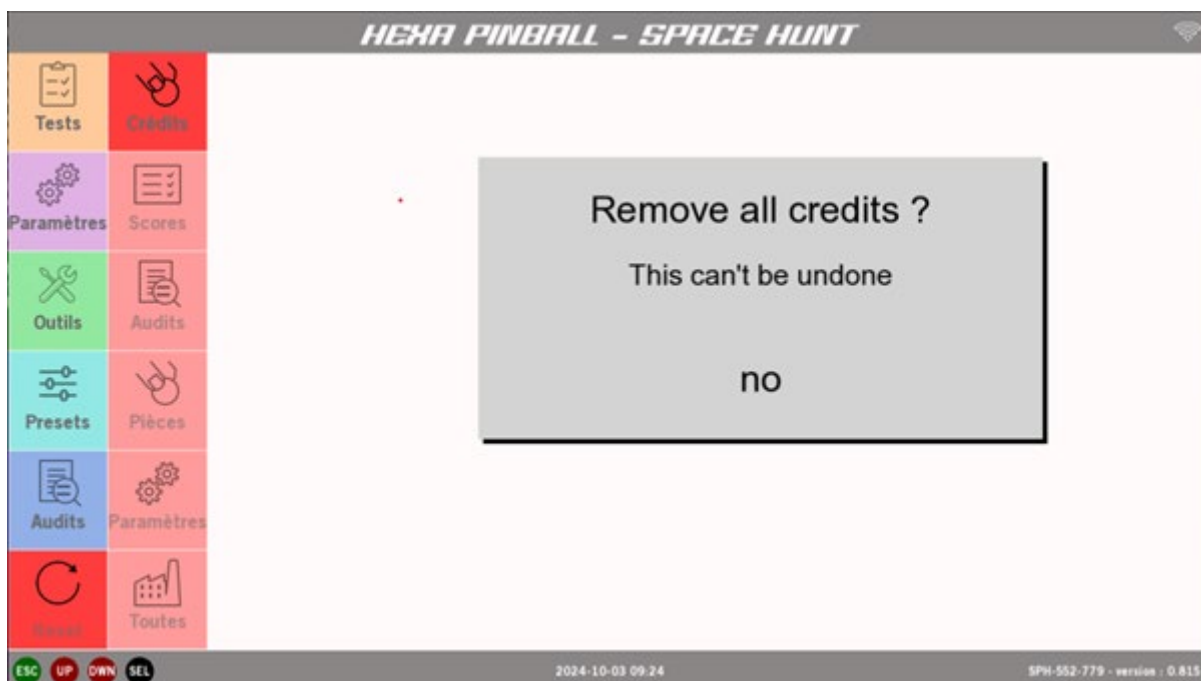 HEXA PINBALL - SPACE HUNT
Tests
Crédits
Paramètres
Scores
Outils
Audits
Presets
Pièces
Audits
Paramètres
Reset
Toutes
Remove all credits ?
This can't be undone
no
ESC UP DWN SEL
2024-10-03 09:24
SPH-552-779 - version : 0.815